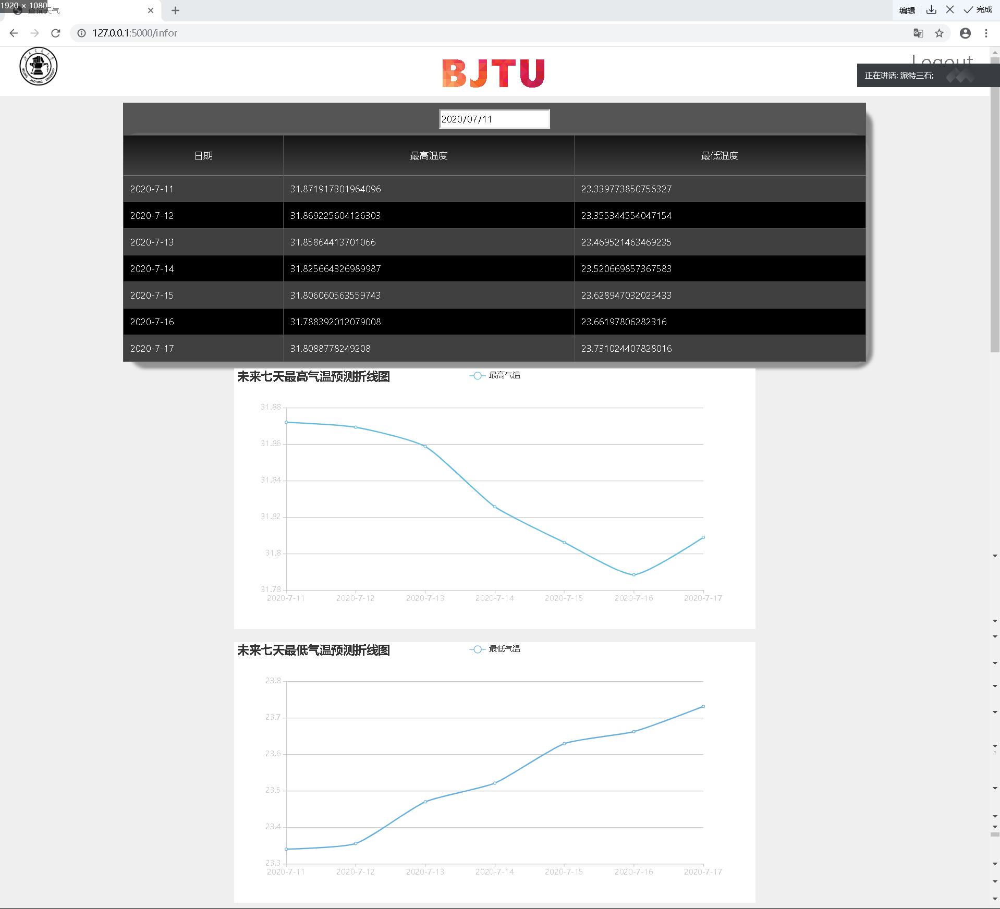 1920 × 1080
查询天气
编辑
完成
127.0.0.1:5000/infor
BJTU
Logout
正在讲话: 派特三石;
2020/07/11
日期 最高温度 最低温度
2020-7-11 31.871917301964096 23.339773850756327
2020-7-12 31.869225604126303 23.355344554047154
2020-7-13 31.85864413701066 23.469521463469235
2020-7-14 31.825664326989987 23.520669857367583
2020-7-15 31.806060563559743 23.628947032023433
2020-7-16 31.788392012079008 23.66197806282316
2020-7-17 31.8088778249208 23.731024407828016
未来七天最高气温预测折线图
最高气温
31.88
31.86
31.84
31.82
31.8
31.78
2020-7-11 2020-7-12 2020-7-13 2020-7-14 2020-7-15 2020-7-16 2020-7-17
未来七天最低气温预测折线图
最低气温
23.8
23.7
23.6
23.5
23.4
23.3
2020-7-11 2020-7-12 2020-7-13 2020-7-14 2020-7-15 2020-7-16 2020-7-17